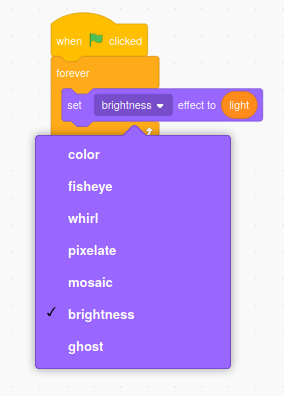 when clicked
forever
set brightness effect to light
color
fisheye
whirl
pixelate
mosaic
brightness
ghost